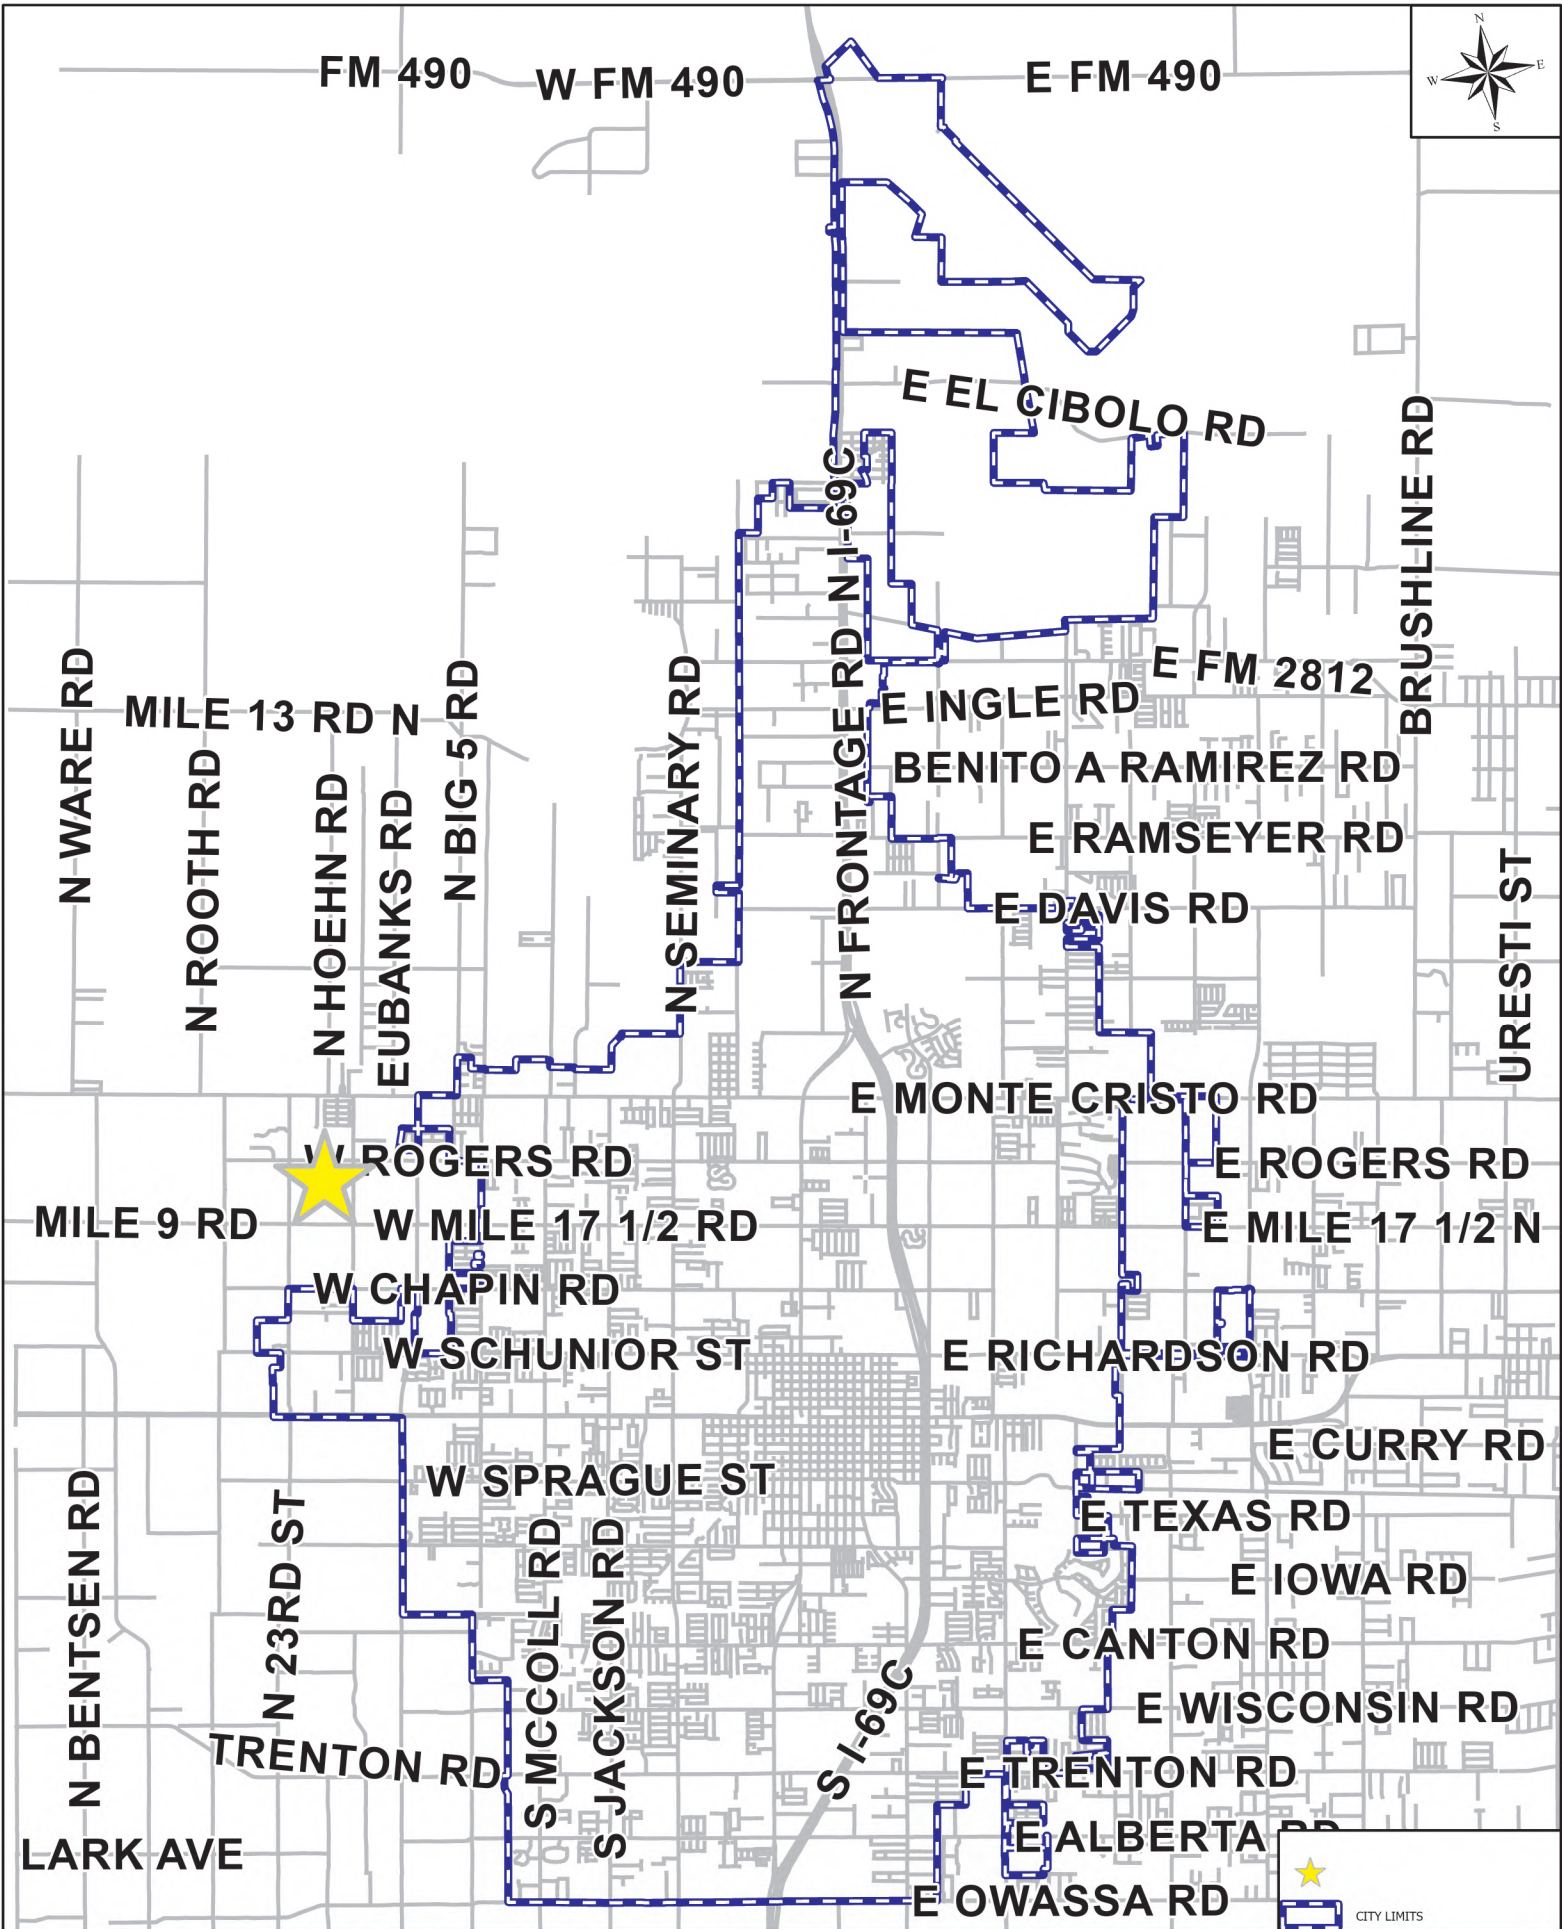 N
FM 490
W FM 490
E FM 490
W
E
S
E EL CIBOLO RD
N I-69C
BRUSHLINE RD
N WARE RD
MILE 13 RD N
N BIG 5 RD
N SEMINARY RD
N FRONTAGE RD
E FM 2812
E INGLE RD
BENITO A RAMIREZ RD
N ROOTH RD
N HOEHN RD
EUBANKS RD
E RAMSEYER RD
E DAVIS RD
URESTI ST
E MONTE CRISTO RD
W ROGERS RD
E ROGERS RD
MILE 9 RD
W MILE 17 1/2 RD
E MILE 17 1/2 N
W CHAPIN RD
W SCHUNIOR ST
E RICHARDSON RD
E CURRY RD
W SPRAGUE ST
N BENTSEN RD
N 23RD ST
S MCCOLL RD
S JACKSON RD
E TEXAS RD
E IOWA RD
E CANTON RD
S I-69C
E WISCONSIN RD
TRENTON RD
E TRENTON RD
E ALBERTA RD
LARK AVE
E OWASSA RD
CITY LIMITS